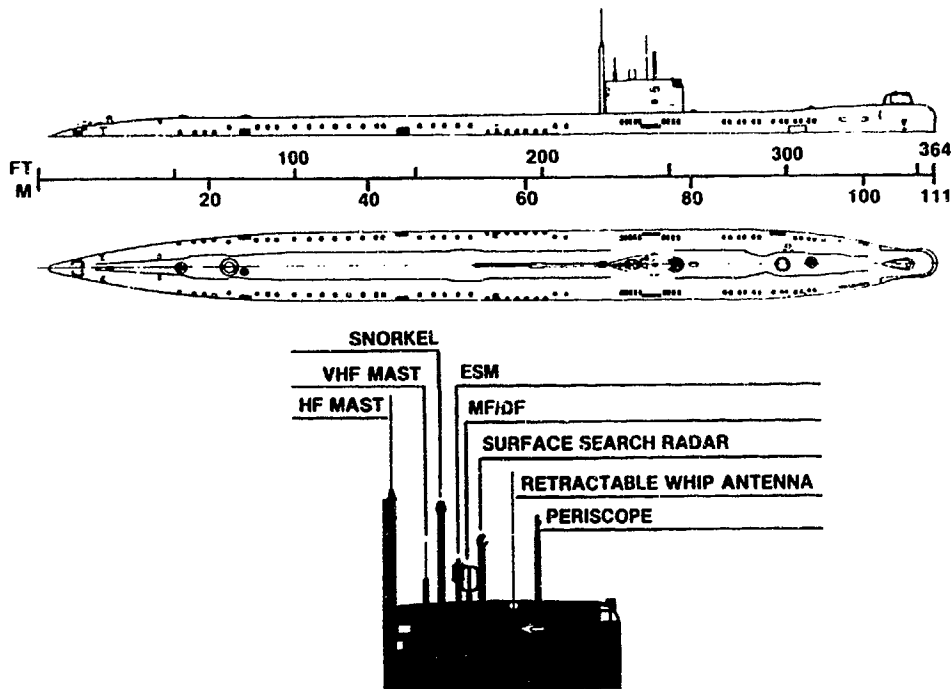 100 200 300 364
FT
M
20 40 60 80 100 111
SNORKEL
VHF MAST
HF MAST
ESM
MF/DF
SURFACE SEARCH RADAR
RETRACTABLE WHIP ANTENNA
PERISCOPE